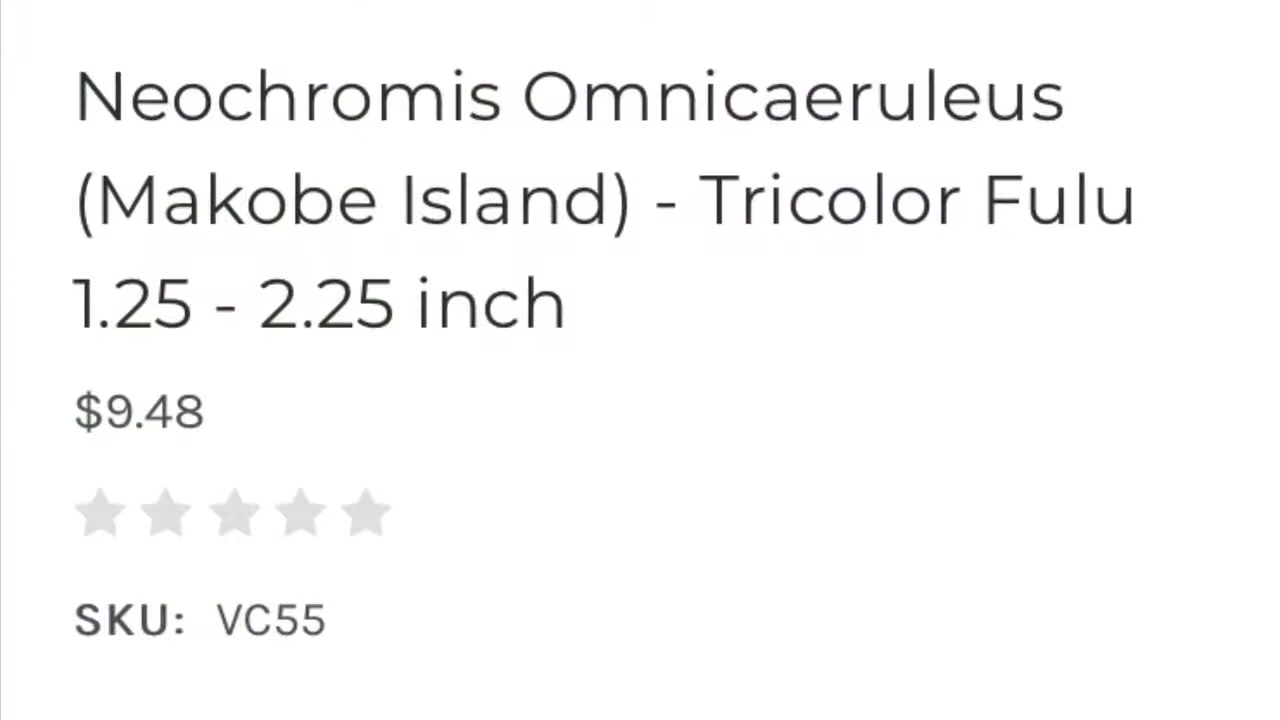 Neochromis Omnicaeruleus
(Makobe Island) - Tricolor Fulu
1.25 - 2.25 inch
$9.48
SKU: VC55